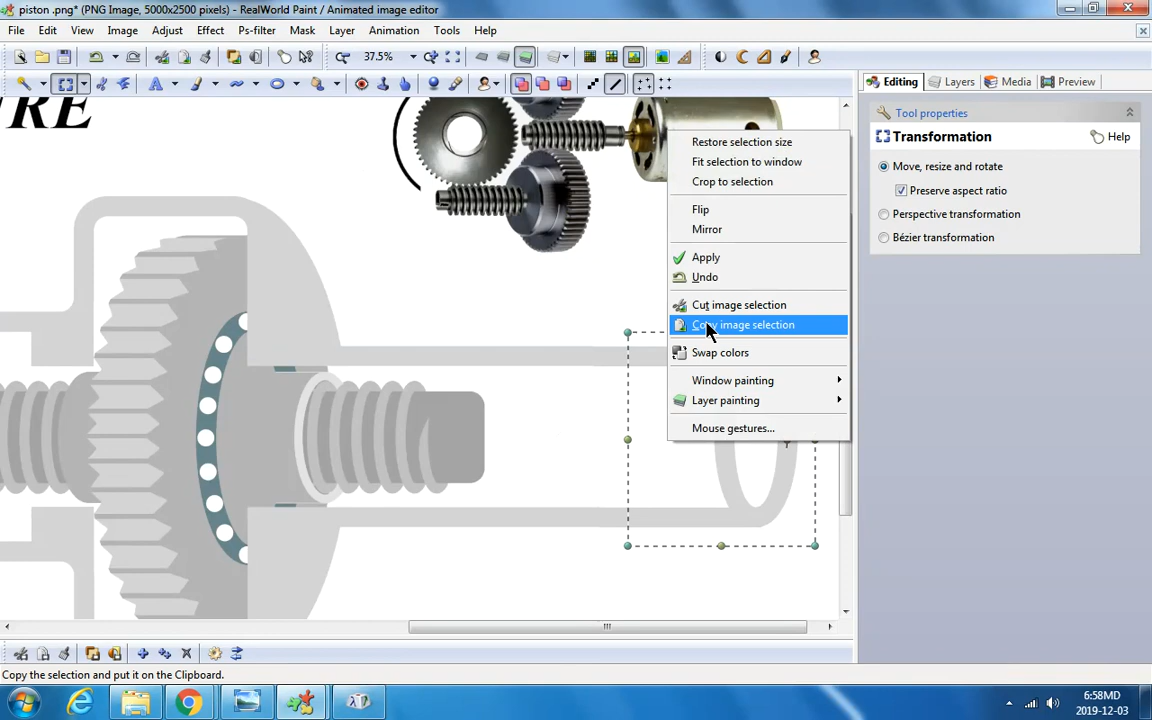 piston .png* (PNG Image, 5000x2500 pixels) - RealWorld Paint / Animated image editor
File Edit View Image Adjust Effect Ps-filter Mask Layer Animation Tools Help
37.5%
Editing Layers Media Preview
Tool properties
Transformation Help
Move, resize and rotate
Preserve aspect ratio
Perspective transformation
Bézier transformation
RE
Restore selection size
Fit selection to window
Crop to selection
Flip
Mirror
Apply
Undo
Cut image selection
Copy image selection
Swap colors
Window painting
Layer painting
Mouse gestures...
Copy the selection and put it on the Clipboard.
6:58MD
2019-12-03